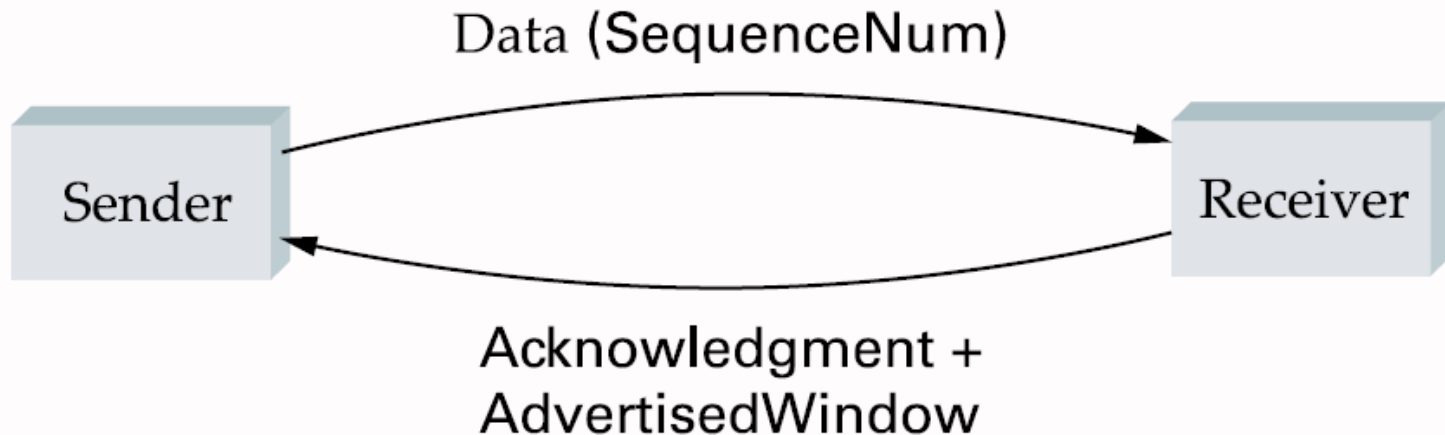 Data (SequenceNum)
Sender
Receiver
Acknowledgment +
AdvertisedWindow